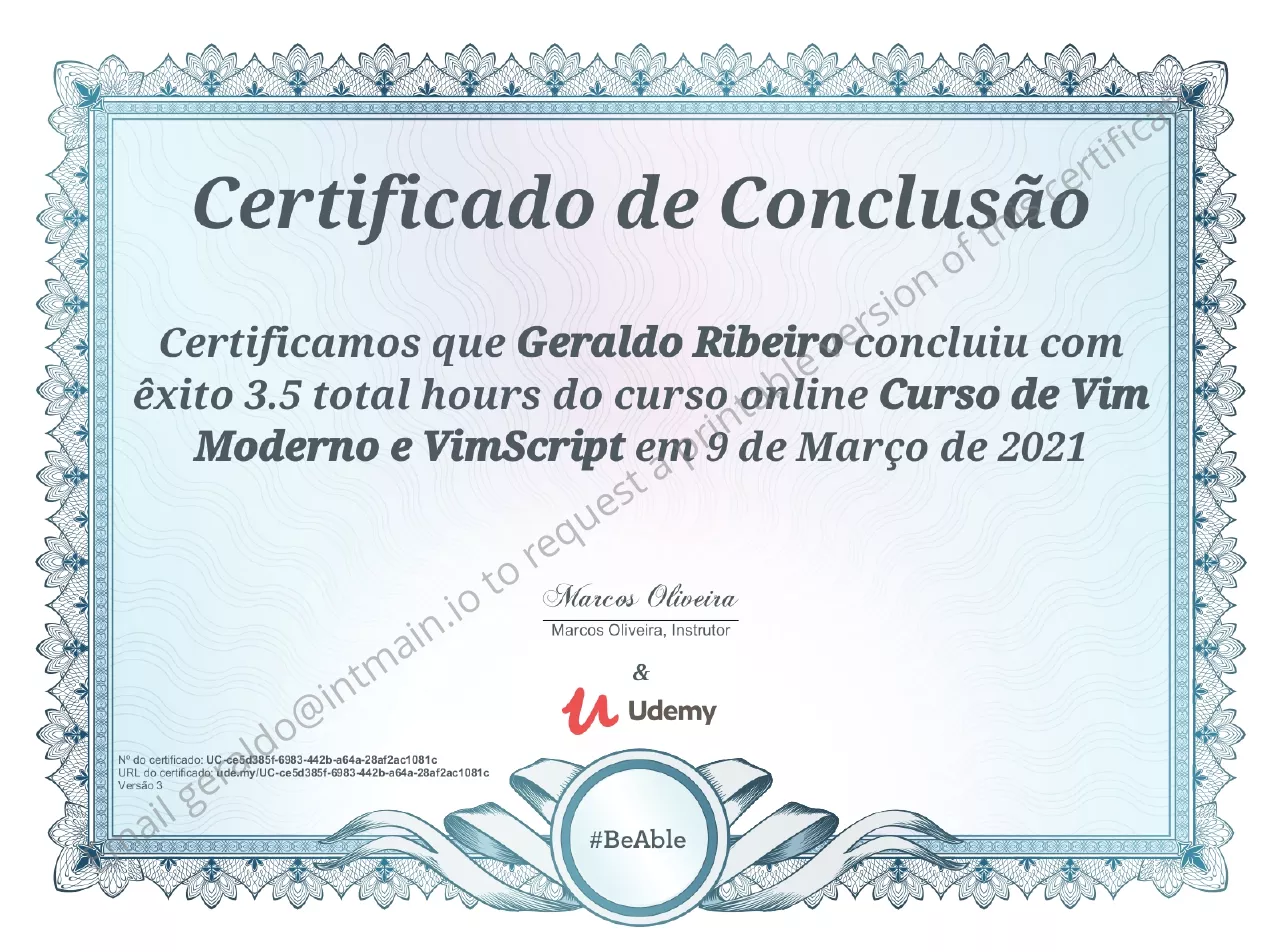 Certificado de Conclusão
Certificamos que Geraldo Ribeiro concluiu com
êxito 3.5 total hours do curso online Curso de Vim
Moderno e VimScript em 9 de Março de 2021
Marcos Oliveira
Marcos Oliveira, Instrutor
&
Udemy
Nº do certificado: UC-ce5d385f-6983-442b-a64a-28af2ac1081c
URL do certificado: ude.my/UC-ce5d385f-6983-442b-a64a-28af2ac1081c
Versão 3
#BeAble
mail geraldo@intmain.io to request a printable version of this certifica